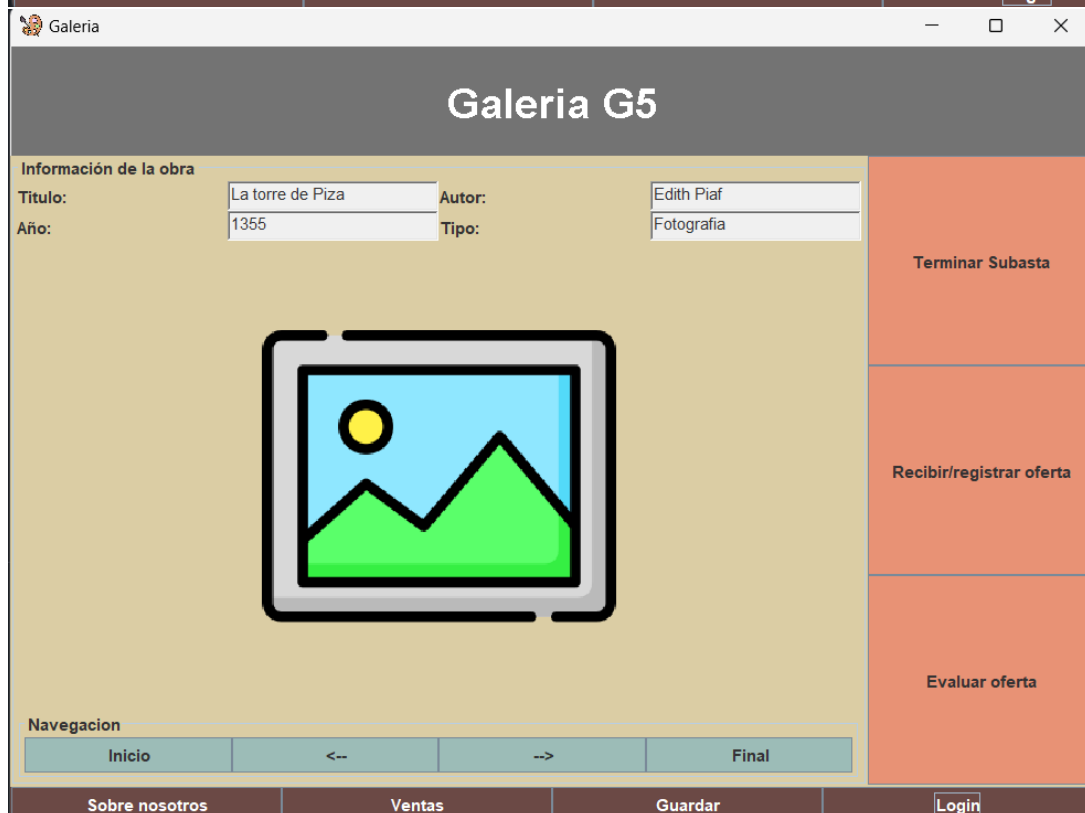 Galeria
Galeria G5
Información de la obra
Titulo: La torre de Piza Autor: Edith Piaf
Año: 1355 Tipo: Fotografia
Terminar Subasta
Recibir/registrar oferta
Evaluar oferta
Navegacion
Inicio <-- --> Final
Sobre nosotros Ventas Guardar Login